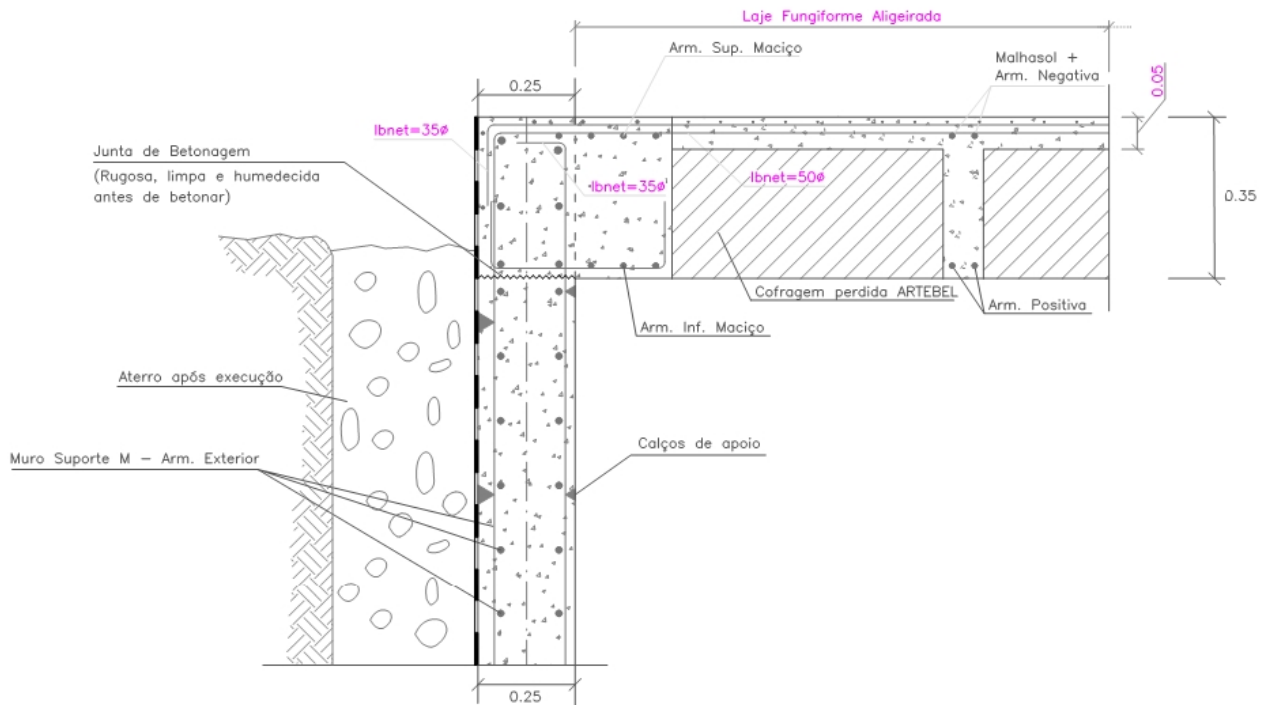 Laje Fungiforme Aligeirada
Arm. Sup. Maciço
Malhasol +
Arm. Negativa
0.25
0.05
lbnet=35ø
Junta de Betonagem
(Rugosa, limpa e humedecida
antes de betonar)
lbnet=35ø
lbnet=50ø
0.35
Cofragem perdida ARTEBEL
Arm. Positiva
Arm. Inf. Maciço
Aterro após execução
Calços de apoio
Muro Suporte M - Arm. Exterior
0.25